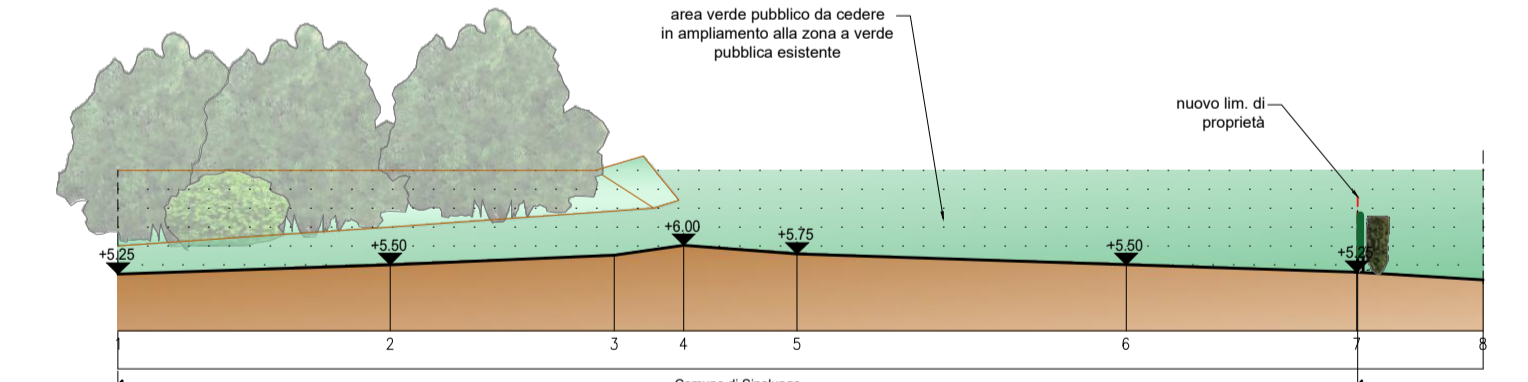 area verde pubblico da cedere
in ampliamento alla zona a verde
pubblica esistente
nuovo lim. di
proprietà
+5.25
+5.50
+6.00
+5.75
+5.50
+5.25
1 2 3 4 5 6 7 8